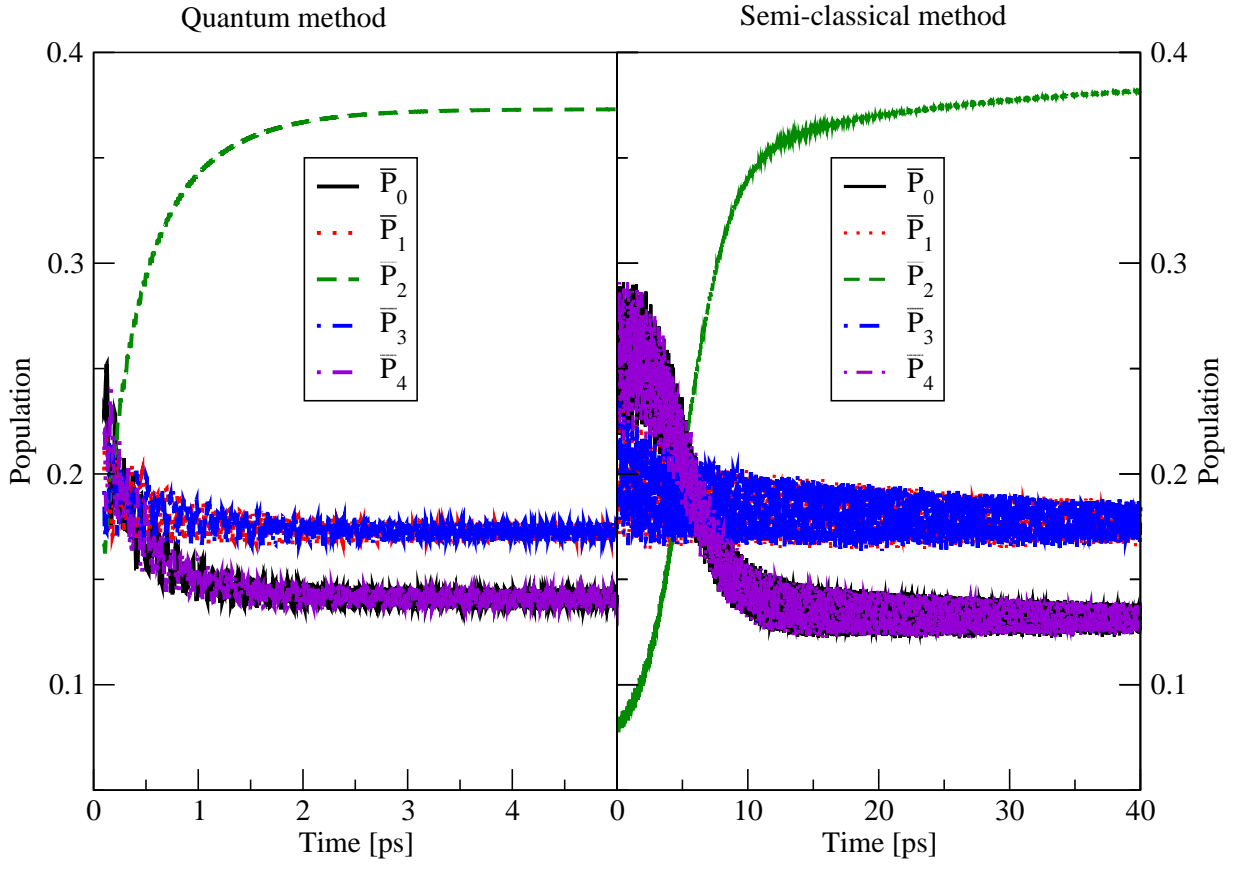 Quantum method
Semi-classical method
0.4
0.3
0.2
0.1
Population
P̅0
P̅1
P̅2
P̅3
P̅4
0 1 2 3 4
Time [ps]
P̅0
P̅1
P̅2
P̅3
P̅4
0 10 20 30 40
Time [ps]
0.4
0.3
0.2
0.1
Population